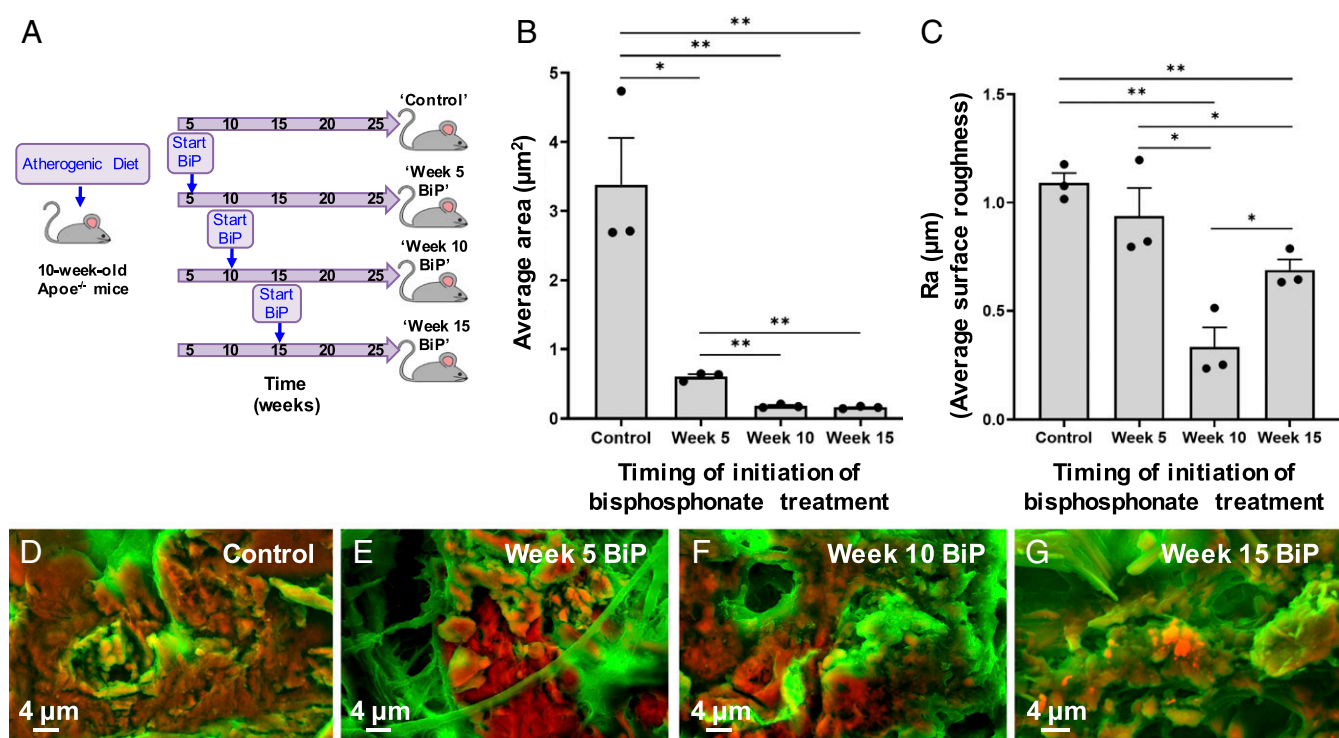 A
Atherogenic Diet
10-week-old
Apoe-/- mice
5 10 15 20 25
'Control'
Start
BiP
5 10 15 20 25
'Week 5
BiP'
Start
BiP
5 10 15 20 25
'Week 10
BiP'
Start
BiP
5 10 15 20 25
'Week 15
BiP'
Time
(weeks)
B
**
**
*
**
**
Average area (µm²)
5
4
3
2
1
0
Control Week 5 Week 10 Week 15
Timing of initiation of
bisphosphonate treatment
C
**
**
*
*
*
Ra (µm)
(Average surface roughness)
1.5
1.0
0.5
0.0
Control Week 5 Week 10 Week 15
Timing of initiation of
bisphosphonate treatment
D
Control
4 µm
E
Week 5 BiP
4 µm
F
Week 10 BiP
4 µm
G
Week 15 BiP
4 µm